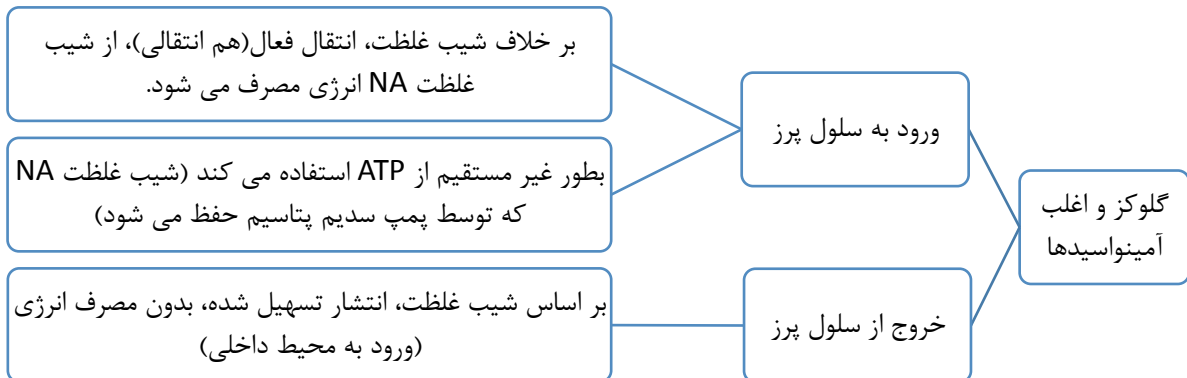 گلوکز و اغلب
آمینواسیدها
ورود به سلول پرز
بر خلاف شیب غلظت، انتقال فعال(هم انتقالی)، از شیب
غلظت NA انرژی مصرف می شود.
بطور غیر مستقیم از ATP استفاده می کند (شیب غلظت NA
که توسط پمپ سدیم پتاسیم حفظ می شود)
خروج از سلول پرز
بر اساس شیب غلظت، انتشار تسهیل شده، بدون مصرف انرژی
(ورود به محیط داخلی)